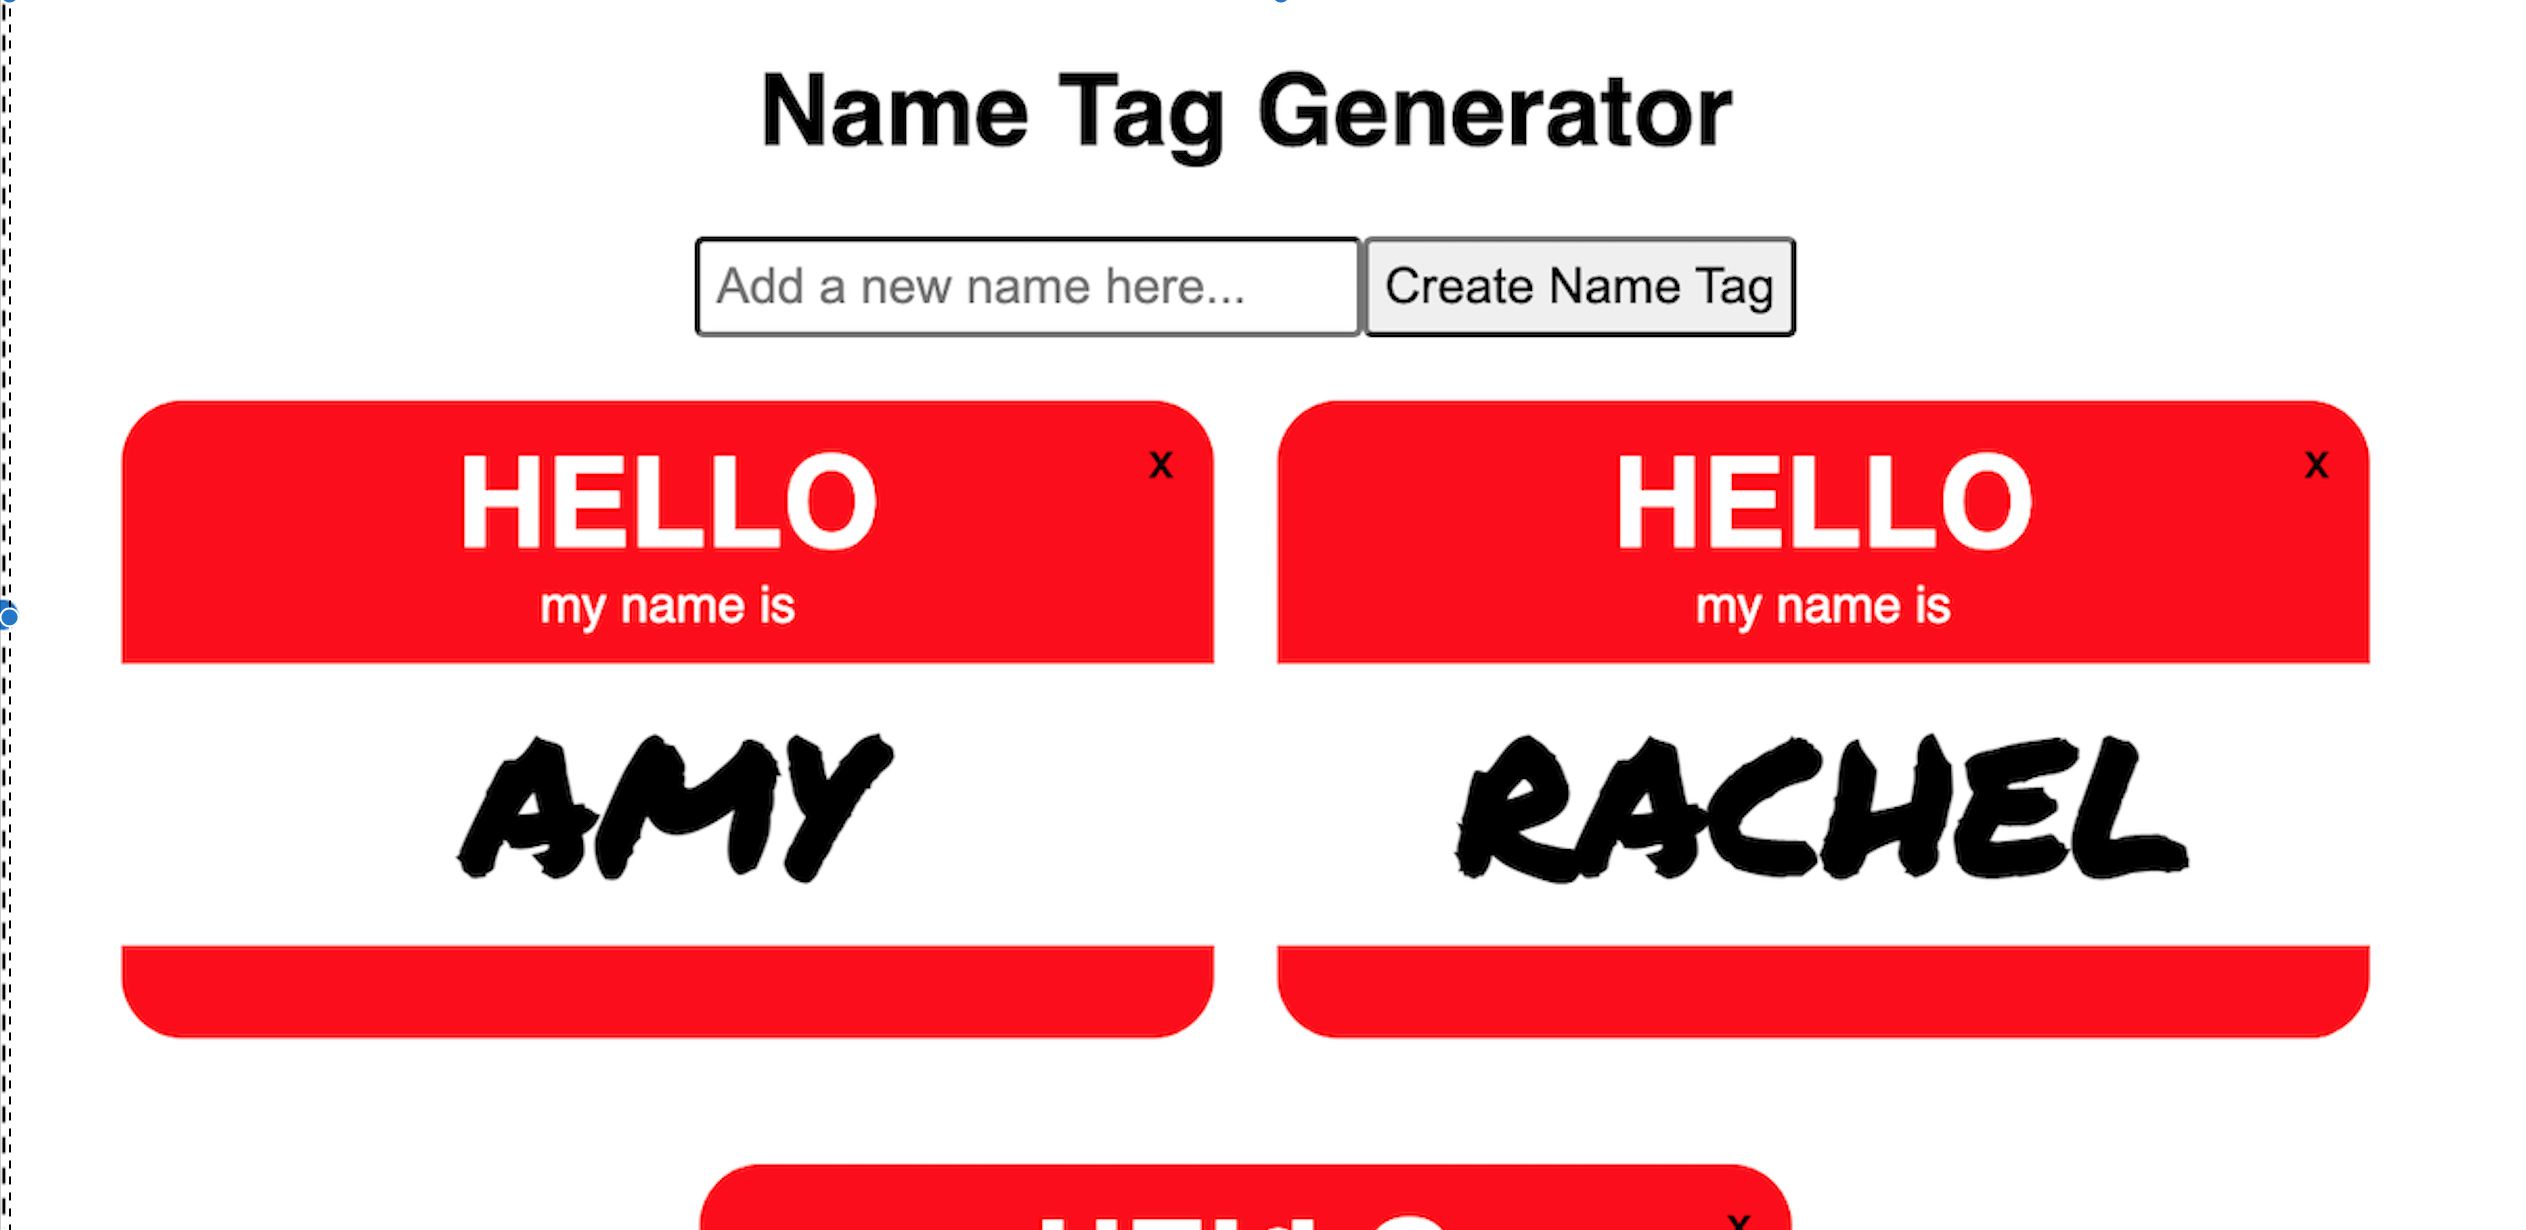 Name Tag Generator
Add a new name here... Create Name Tag
HELLO x
my name is
AMY
HELLO x
my name is
RACHEL
HELLO x